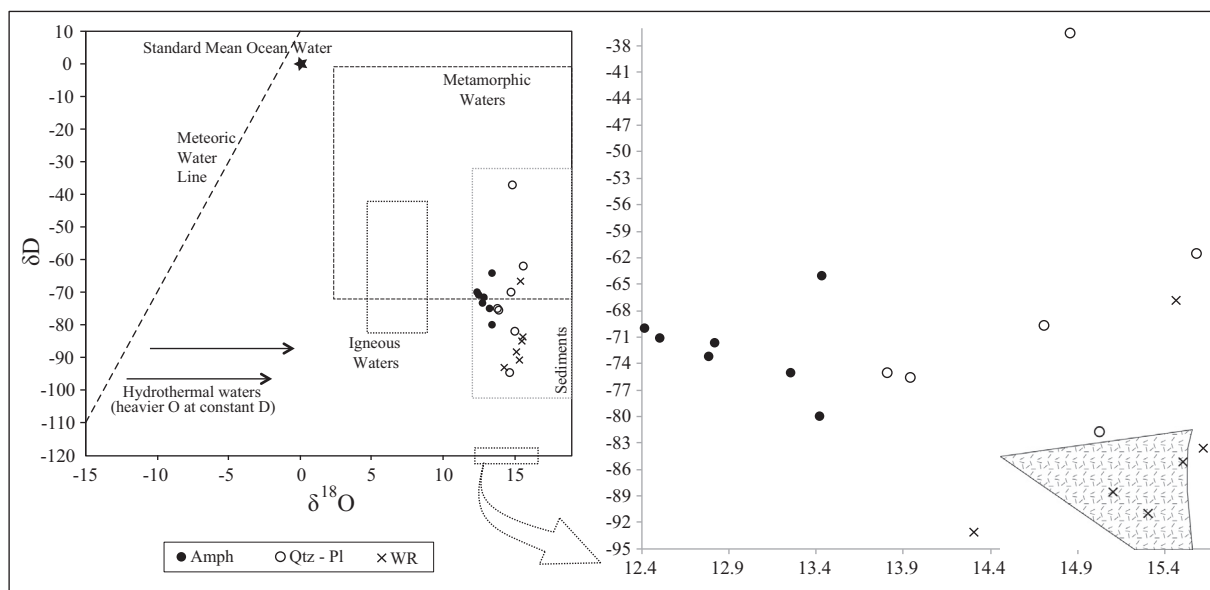 10
0
-10
-20
-30
-40
-50
-60
-70
-80
-90
-100
-110
-120
δD
Standard Mean Ocean Water
Metamorphic
Waters
Meteoric
Water
Line
Igneous
Waters
Sediments
Hydrothermal waters
(heavier O at constant D)
-15 -10 -5 0 5 10 15
δ¹⁸O
Amph Qtz - Pl WR
-38
-41
-44
-47
-50
-53
-56
-59
-62
-65
-68
-71
-74
-77
-80
-83
-86
-89
-92
-95
12.4 12.9 13.4 13.9 14.4 14.9 15.4